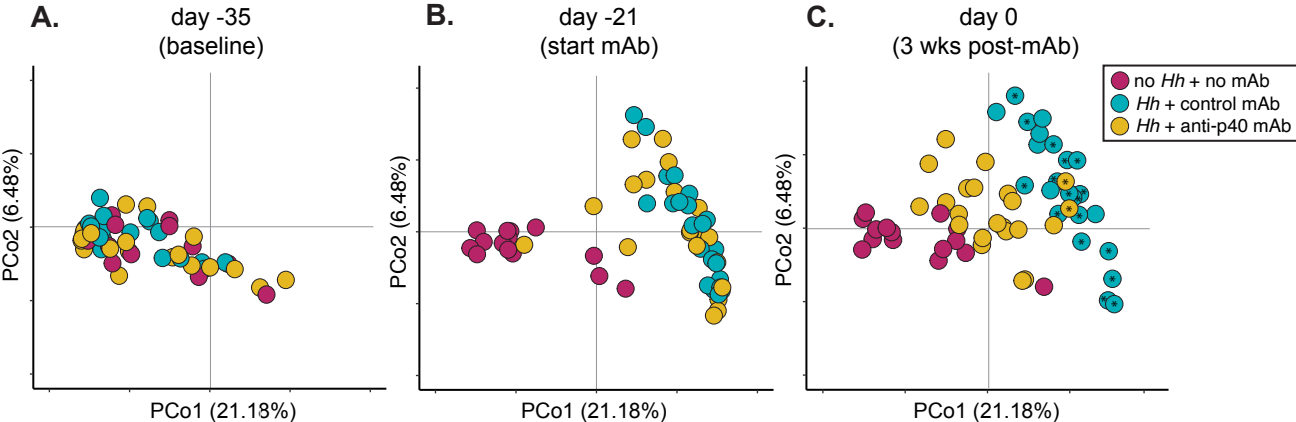 A.
day -35
(baseline)
PCo2 (6.48%)
PCo1 (21.18%)
B.
day -21
(start mAb)
PCo2 (6.48%)
PCo1 (21.18%)
C.
day 0
(3 wks post-mAb)
PCo2 (6.48%)
PCo1 (21.18%)
no Hh + no mAb
Hh + control mAb
Hh + anti-p40 mAb